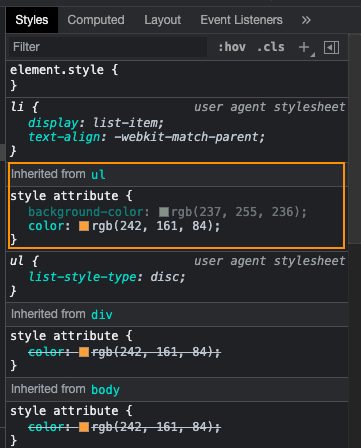 Styles Computed Layout Event Listeners »
Filter :hov .cls +
element.style {
}
li { user agent stylesheet
display: list-item;
text-align: -webkit-match-parent;
}
Inherited from ul
style attribute {
background-color: rgb(237, 255, 236);
color: rgb(242, 161, 84);
}
ul { user agent stylesheet
list-style-type: disc;
}
Inherited from div
style attribute {
color: rgb(242, 161, 84);
}
Inherited from body
style attribute {
color: rgb(242, 161, 84);
}